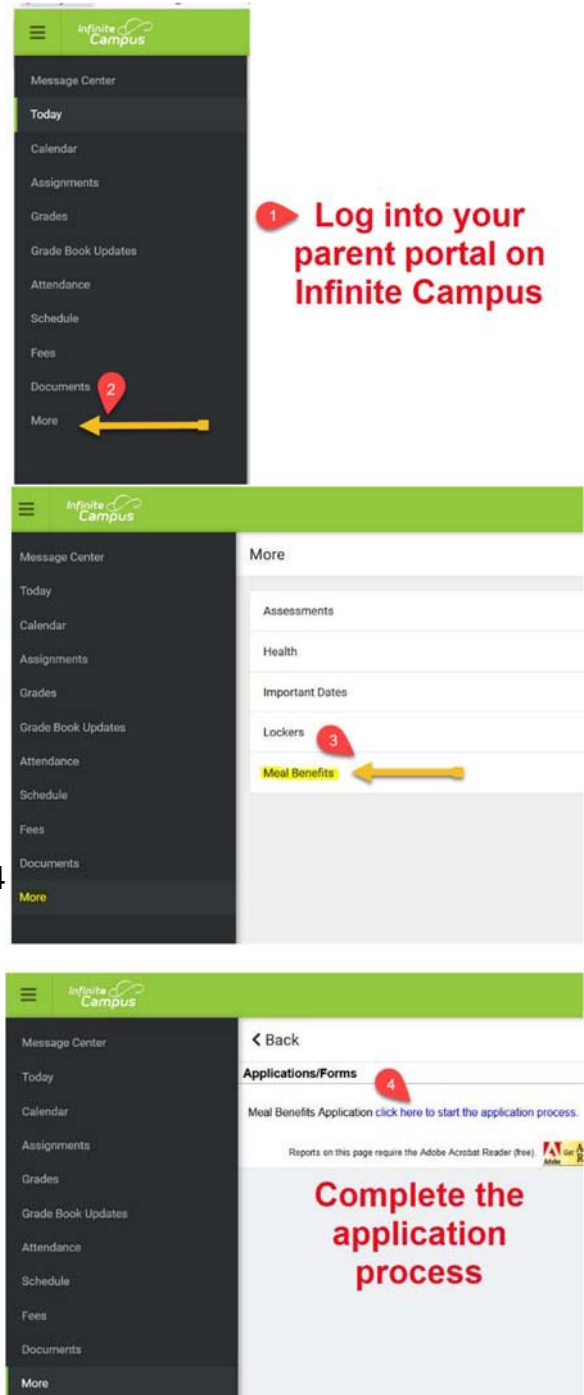 Infinite
Campus
Message Center
Today
Calendar
Assignments
Grades
Grade Book Updates
Attendance
Schedule
Fees
Documents 2
More
1 Log into your
parent portal on
Infinite Campus
Infinite
Campus
Message Center
Today
Calendar
Assignments
Grades
Grade Book Updates
Attendance
Schedule
Fees
Documents
More
More
Assessments
Health
Important Dates
Lockers 3
Meal Benefits
4
Infinite
Campus
Message Center
Today
Calendar
Assignments
Grades
Grade Book Updates
Attendance
Schedule
Fees
Documents
More
Back
Applications/Forms
4
Meal Benefits Application click here to start the application process.
Reports on this page require the Adobe Acrobat Reader (free). Adobe Get
Complete the
application
process